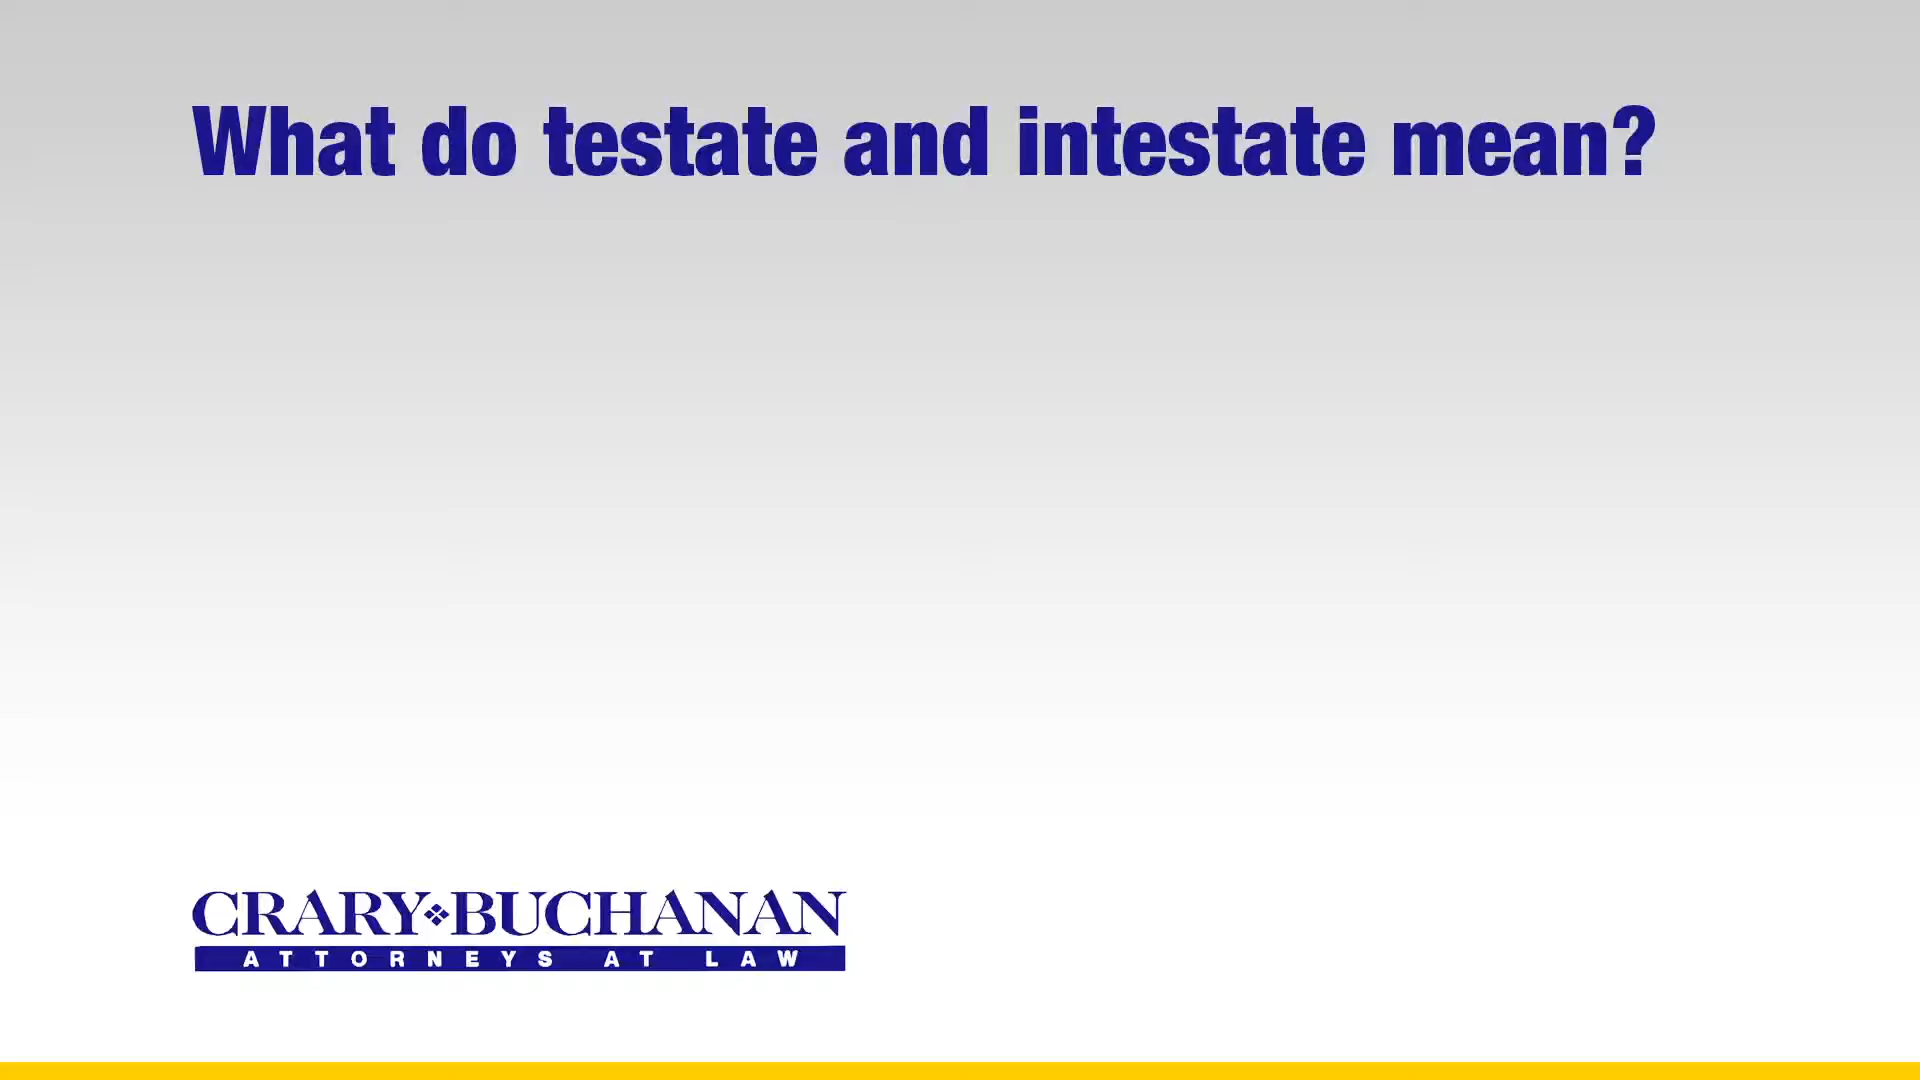 What do testate and intestate mean?
CRARY BUCHANAN
ATTORNEYS AT LAW